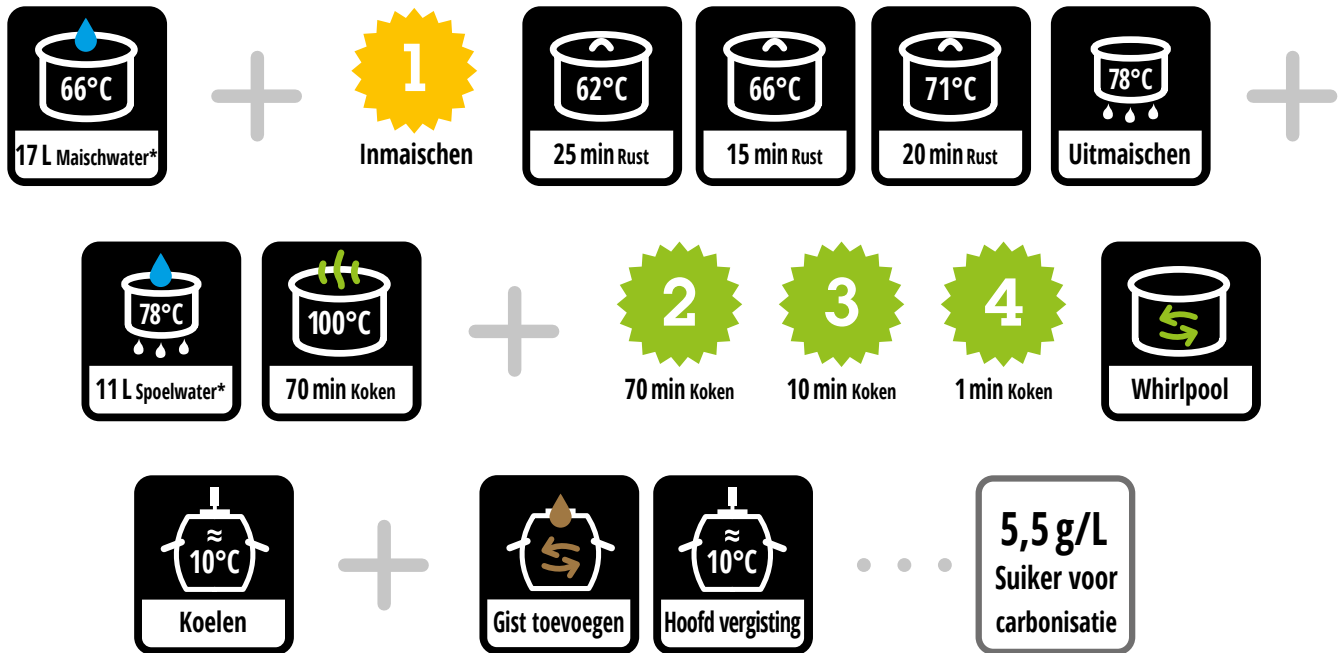 66°C
17 L Maischwater*
1
Inmaischen
62°C
25 min Rust
66°C
15 min Rust
71°C
20 min Rust
78°C
Uitmaischen
78°C
11 L Spoelwater*
100°C
70 min Koken
2
70 min Koken
3
10 min Koken
4
1 min Koken
Whirlpool
≈
10°C
Koelen
Gist toevoegen
≈
10°C
Hoofd vergisting
5,5 g/L
Suiker voor
carbonisatie